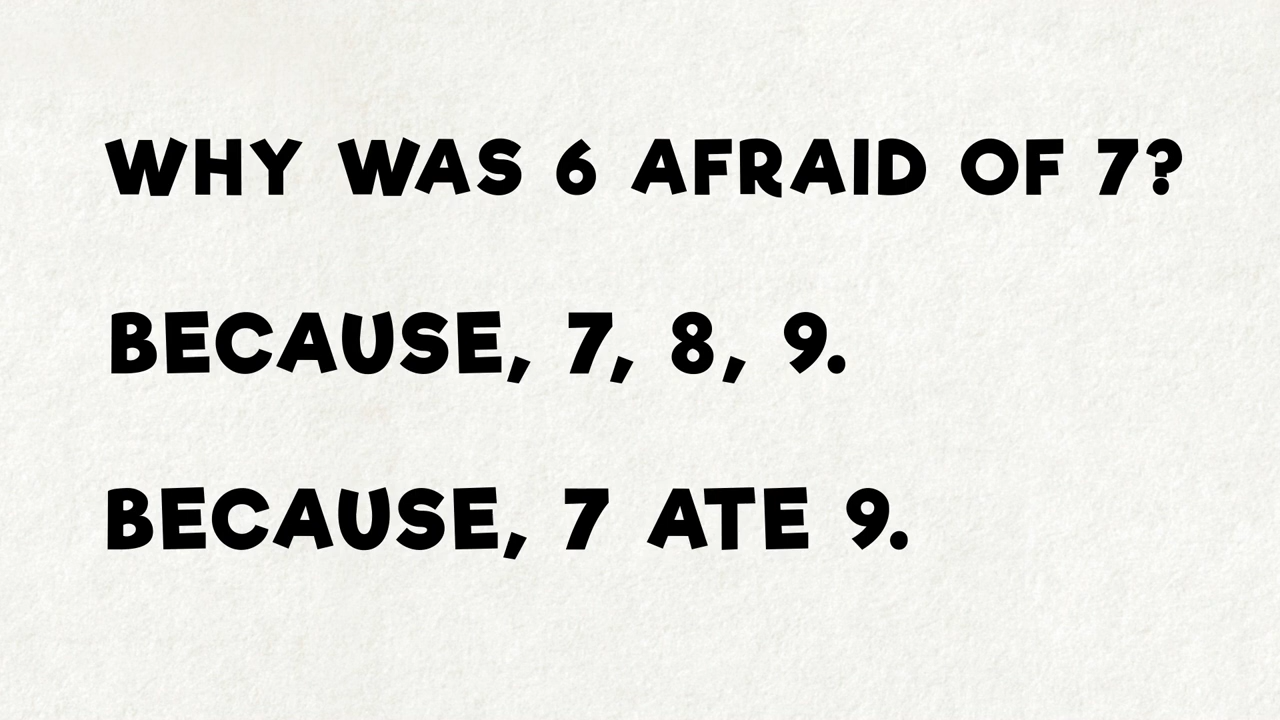 WHY WAS 6 AFRAID OF 7?
BECAUSE, 7, 8, 9.
BECAUSE, 7 ATE 9.